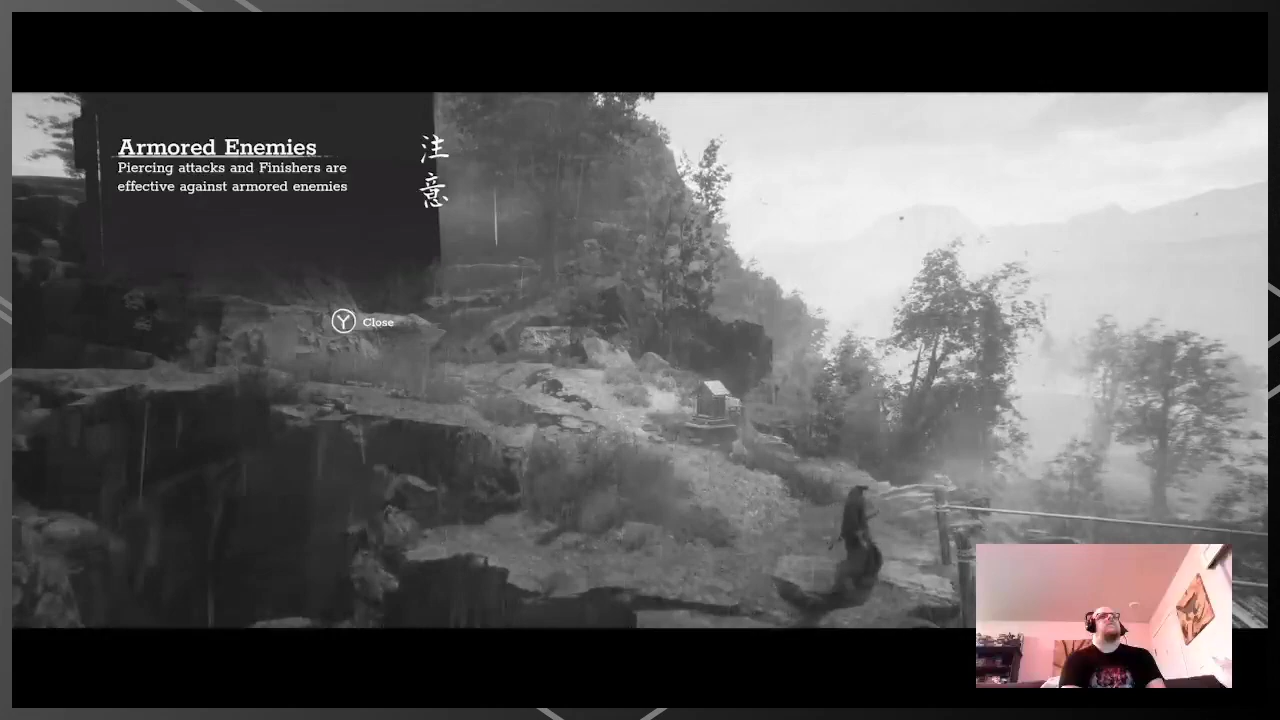 Armored Enemies
Piercing attacks and Finishers are
effective against armored enemies
注意
Y Close